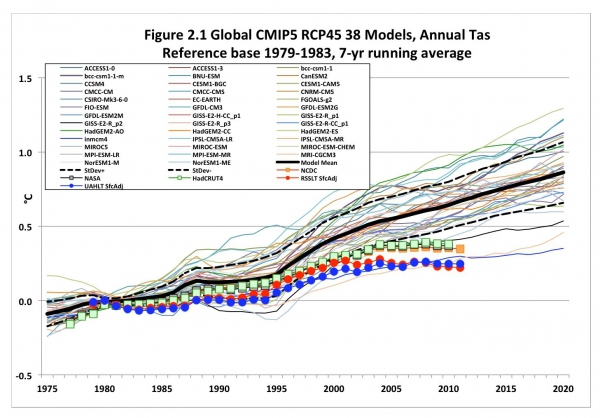 Figure 2.1 Global CMIP5 RCP45 38 Models, Annual Tas
Reference base 1979-1983, 7-yr running average
ACCESS1-0 ACCESS1-3 bcc-csm1-1
bcc-csm1-1-m BNU-ESM CanESM2
CCSM4 CESM1-BGC CESM1-CAM5
CMCC-CM CMCC-CMS CNRM-CM5
CSIRO-Mk3-6-0 EC-EARTH FGOALS-g2
FIO-ESM GFDL-CM3 GFDL-ESM2G
GFDL-ESM2M GISS-E2-H-CC_p1 GISS-E2-R_p1
GISS-E2-R_p2 GISS-E2-R_p3 GISS-E2-R-CC_p1
HadGEM2-AO HadGEM2-CC HadGEM2-ES
inmcm4 IPSL-CM5A-LR IPSL-CM5A-MR
MIROC5 MIROC-ESM MIROC-ESM-CHEM
MPI-ESM-LR MPI-ESM-MR MRI-CGCM3
NorESM1-M NorESM1-ME Model Mean
StDev+ StDev- NCDC
NASA HadCRUT4 RSSLT SfcAdj
UAHLT SfcAdj
1.5
1.0
°C
0.5
0.0
-0.5
1975 1980 1985 1990 1995 2000 2005 2010 2015 2020